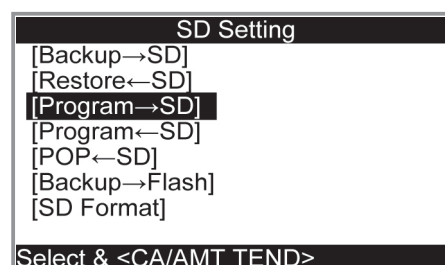 SD Setting
[Backup→SD]
[Restore←SD]
[Program→SD]
[Program←SD]
[POP←SD]
[Backup→Flash]
[SD Format]
Select & <CA/AMT TEND>